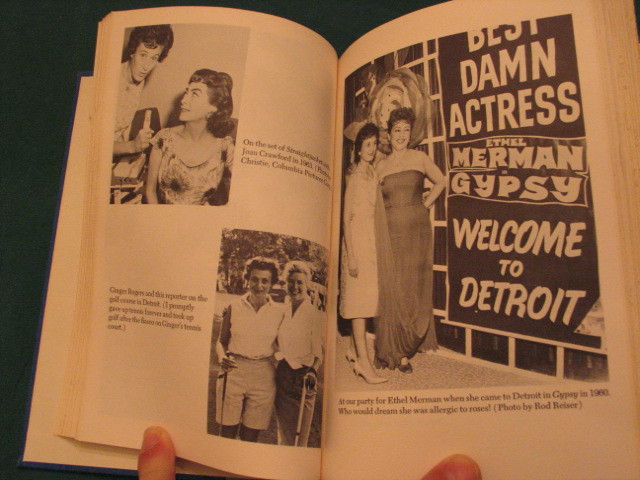 On the set of Straightjacket with
Joan Crawford in 1963. (
Christie, Columbia Pictures
Ginger Rogers and this reporter on the
golf course in Detroit. (I promptly
gave up tennis forever and took up
golf after the fiasco on Ginger's tennis
court.)
BEST
DAMN
ACTRESS
ETHEL
MERMAN
IN
GYPSY
WELCOME
TO
DETROIT
At our party for Ethel Merman when she came to Detroit in Gypsy in 1960.
Who would dream she was allergic to roses! (Photo by Rod Reiser)